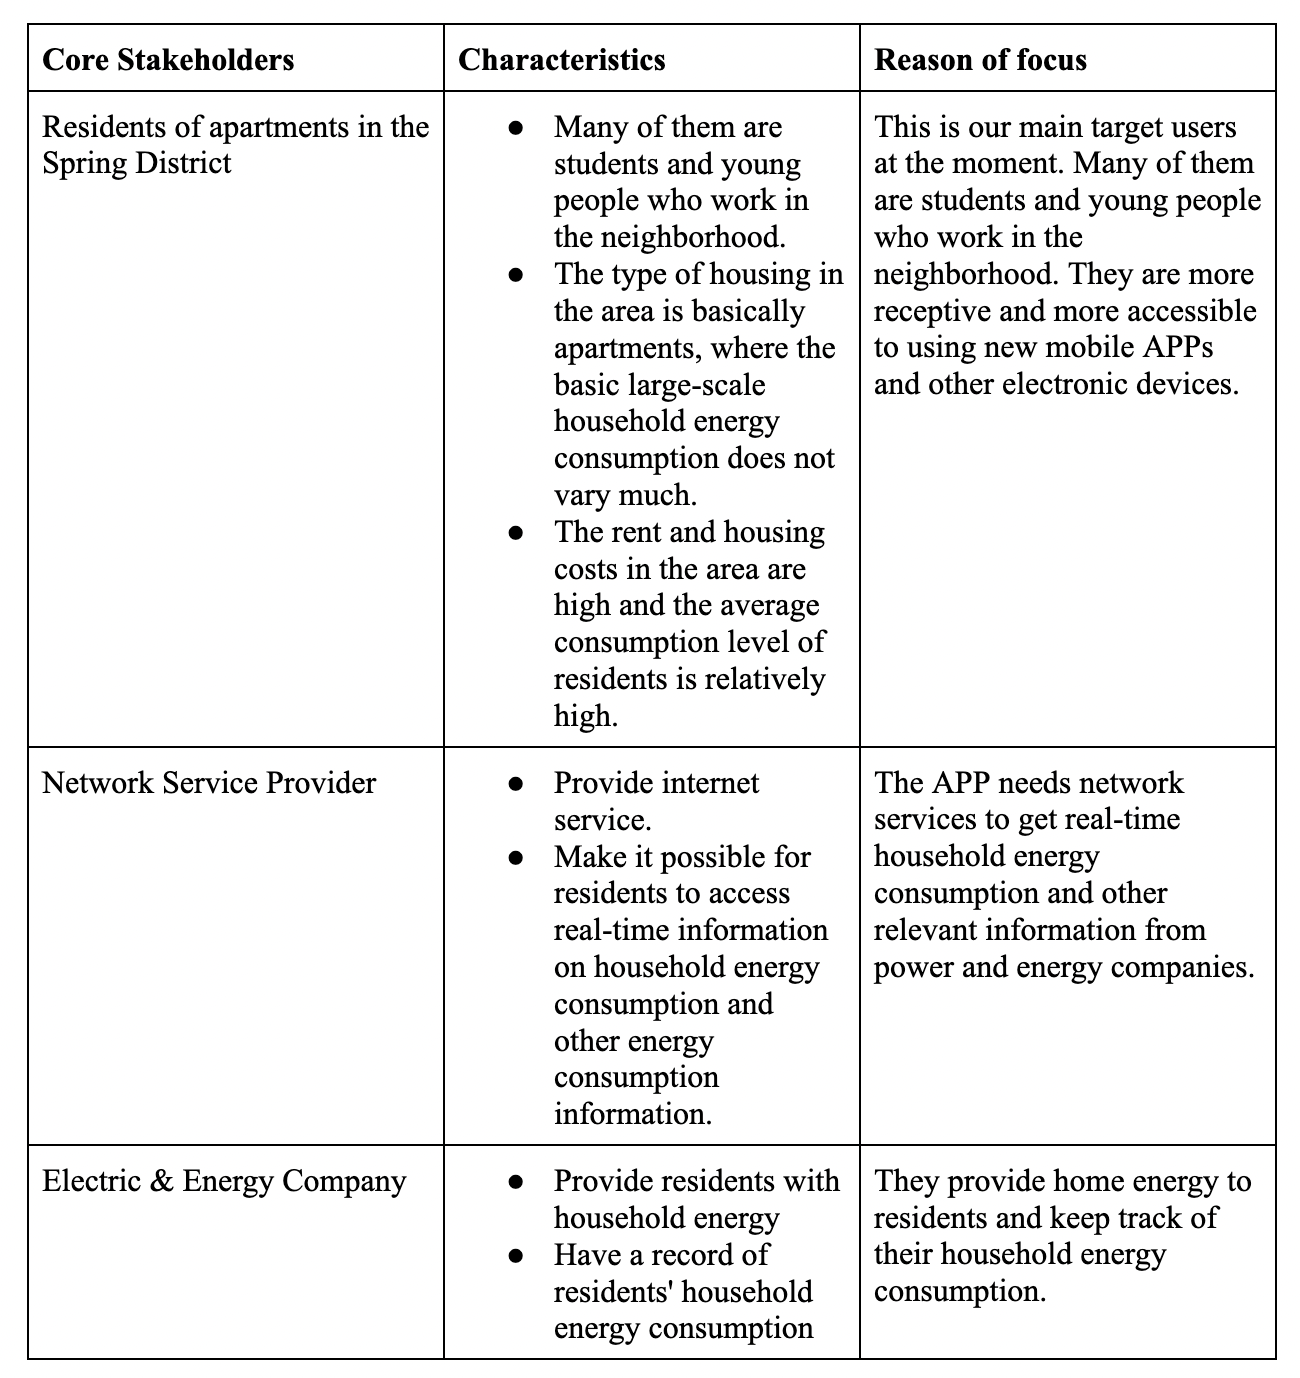 Core Stakeholders
Characteristics
Reason of focus
Residents of apartments in the
Spring District
● Many of them are
students and young
people who work in
the neighborhood.
● The type of housing in
the area is basically
apartments, where the
basic large-scale
household energy
consumption does not
vary much.
● The rent and housing
costs in the area are
high and the average
consumption level of
residents is relatively
high.
This is our main target users
at the moment. Many of them
are students and young people
who work in the
neighborhood. They are more
receptive and more accessible
to using new mobile APPs
and other electronic devices.
Network Service Provider
● Provide internet
service.
● Make it possible for
residents to access
real-time information
on household energy
consumption and
other energy
consumption
information.
The APP needs network
services to get real-time
household energy
consumption and other
relevant information from
power and energy companies.
Electric & Energy Company
● Provide residents with
household energy
● Have a record of
residents' household
energy consumption
They provide home energy to
residents and keep track of
their household energy
consumption.